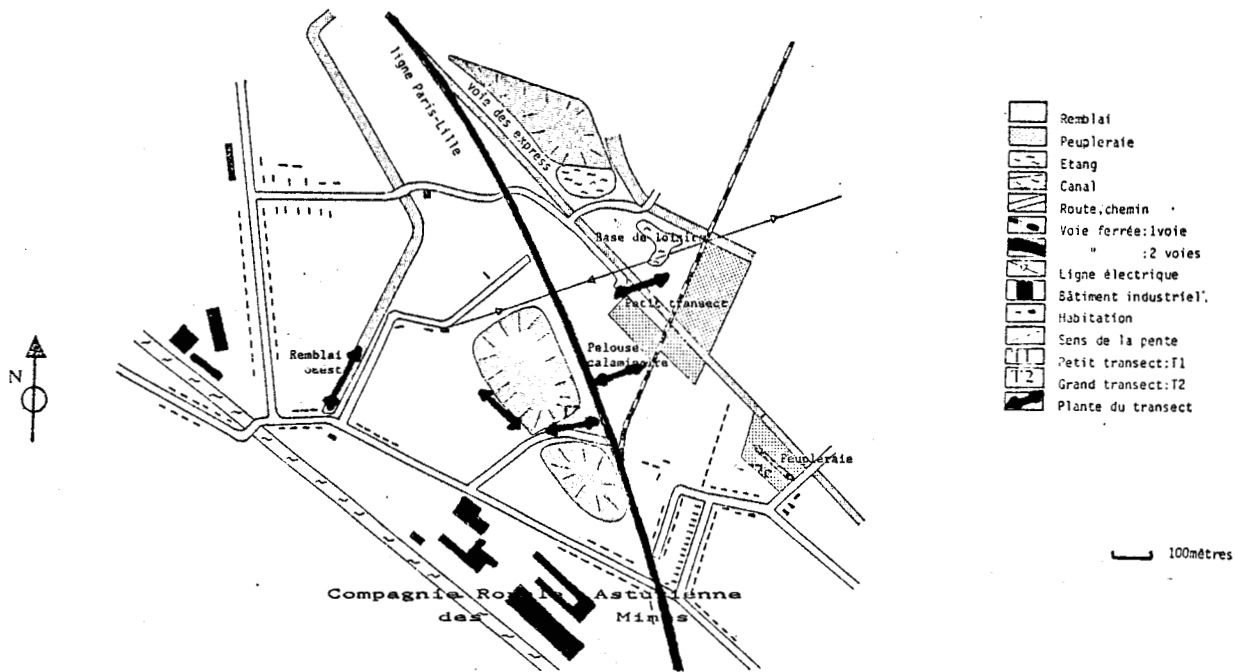 ligne Paris-Lille
voie des express
Base de loisirs
Petit transect
Remblai
ouest
Pelouse
calaminaire
Peupleraie
Compagnie Royale Asturienne
des Mines
N
Remblai
Peupleraie
Etang
Canal
Route,chemin
Voie ferrée:1voie
" :2 voies
Ligne électrique
Bâtiment industriel
Habitation
Sens de la pente
T1 Petit transect:T1
T2 Grand transect:T2
Plante du transect
100mètres